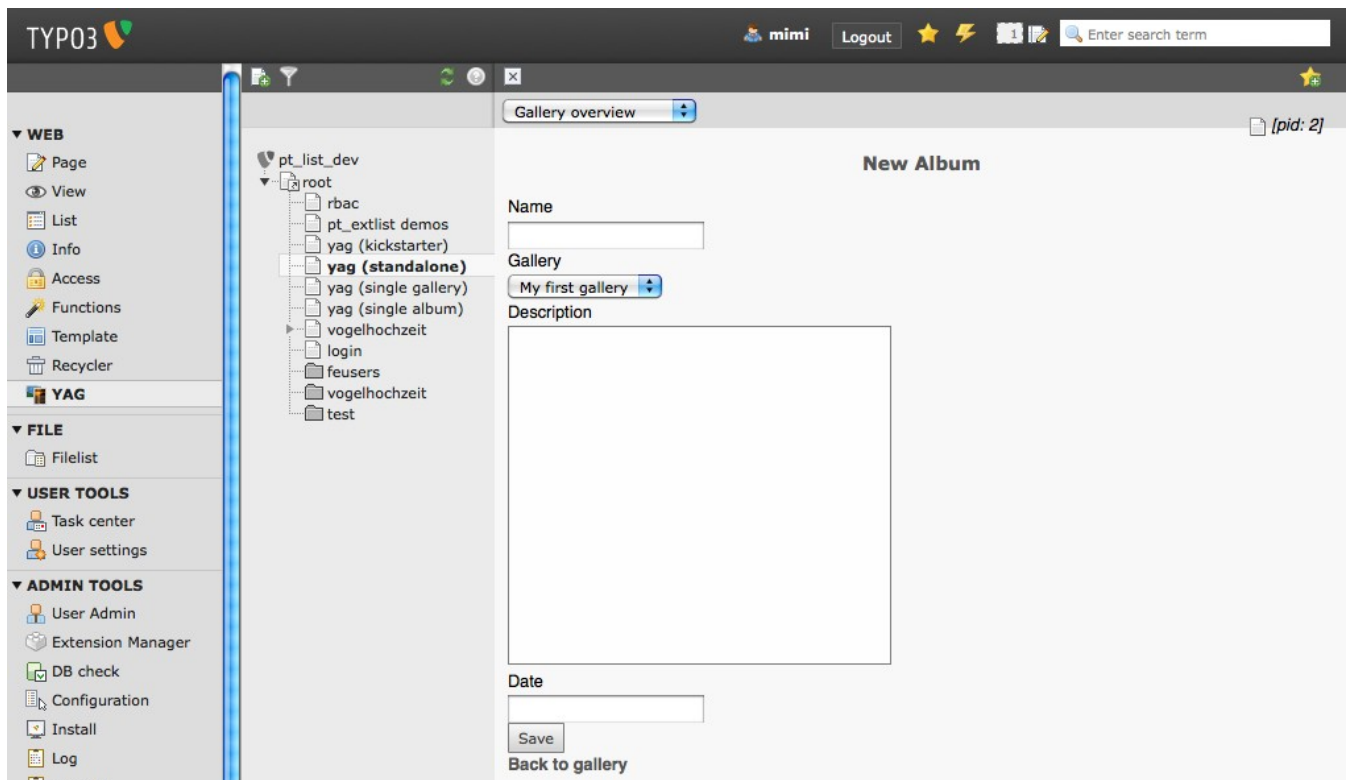 TYPO3
mimi
Logout
1
Enter search term
Gallery overview
[pid: 2]
WEB
Page
View
List
Info
Access
Functions
Template
Recycler
YAG
FILE
Filelist
USER TOOLS
Task center
User settings
ADMIN TOOLS
User Admin
Extension Manager
DB check
Configuration
Install
Log
pt_list_dev
root
rbac
pt_extlist demos
yag (kickstarter)
yag (standalone)
yag (single gallery)
yag (single album)
vogelhochzeit
login
feusers
vogelhochzeit
test
New Album
Name
Gallery
My first gallery
Description
Date
Save
Back to gallery